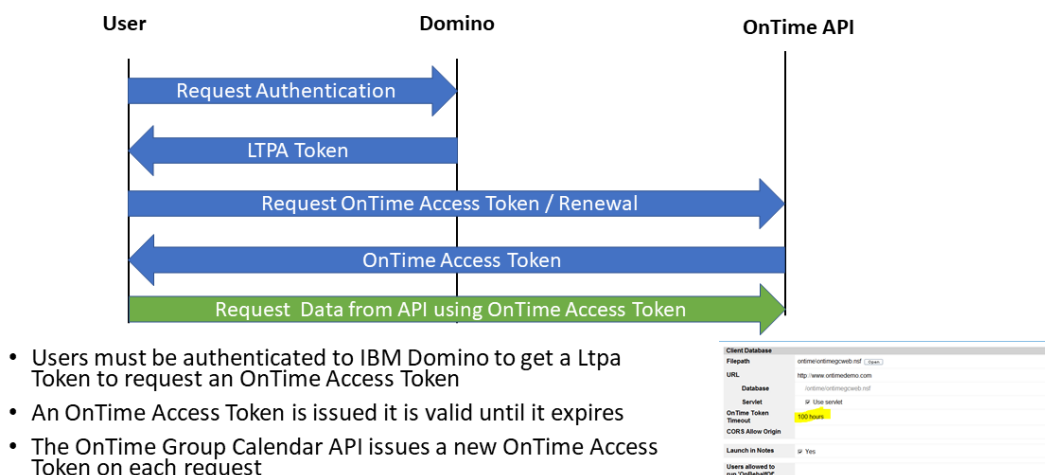 User
Domino
OnTime API
Request Authentication
LTPA Token
Request OnTime Access Token / Renewal
OnTime Access Token
Request Data from API using OnTime Access Token
• Users must be authenticated to IBM Domino to get a Ltpa
Token to request an OnTime Access Token
• An OnTime Access Token is issued it is valid until it expires
• The OnTime Group Calendar API issues a new OnTime Access
Token on each request
Client Database
Filepath ontime/ontimegcweb.nsf Open
URL http://www.ontimedemo.com
Database /ontime/ontimegcweb.nsf
Servlet Use servlet
OnTime Token
Timeout 100 hours
CORS Allow Origin
Launch in Notes Yes
Users allowed to
run 'OnBehalfOf'